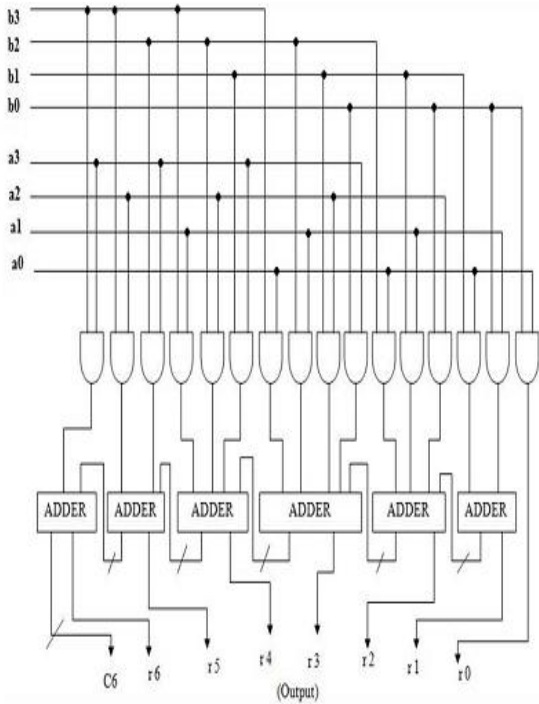 b3
b2
b1
b0
a3
a2
a1
a0
ADDER ADDER ADDER ADDER ADDER ADDER
C6 r6 r5 r4 r3 r2 r1 r0
(Output)